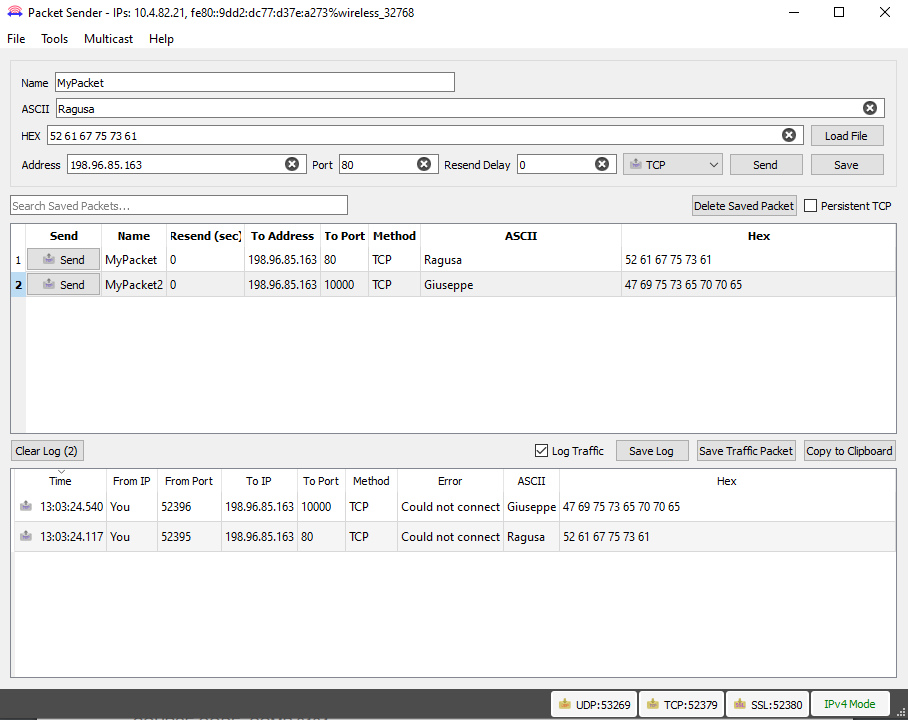 Packet Sender - IPs: 10.4.82.21, fe80::9dd2:dc77:d37e:a273%wireless_32768
File Tools Multicast Help
Name MyPacket
ASCII Ragusa
HEX 52 61 67 75 73 61 Load File
Address 198.96.85.163 Port 80 Resend Delay 0 TCP Send Save
Search Saved Packets... Delete Saved Packet Persistent TCP
Send Name Resend (sec) To Address To Port Method ASCII Hex
1 Send MyPacket 0 198.96.85.163 80 TCP Ragusa 52 61 67 75 73 61
2 Send MyPacket2 0 198.96.85.163 10000 TCP Giuseppe 47 69 75 73 65 70 70 65
Clear Log (2) Log Traffic Save Log Save Traffic Packet Copy to Clipboard
Time From IP From Port To IP To Port Method Error ASCII Hex
13:03:24.540 You 52396 198.96.85.163 10000 TCP Could not connect Giuseppe 47 69 75 73 65 70 70 65
13:03:24.117 You 52395 198.96.85.163 80 TCP Could not connect Ragusa 52 61 67 75 73 61
UDP:53269 TCP:52379 SSL:52380 IPv4 Mode